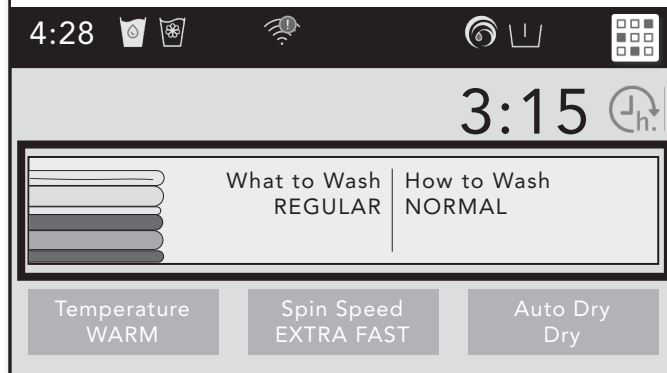 4:28
3:15 h.
What to Wash How to Wash
REGULAR NORMAL
Temperature Spin Speed Auto Dry
WARM EXTRA FAST Dry